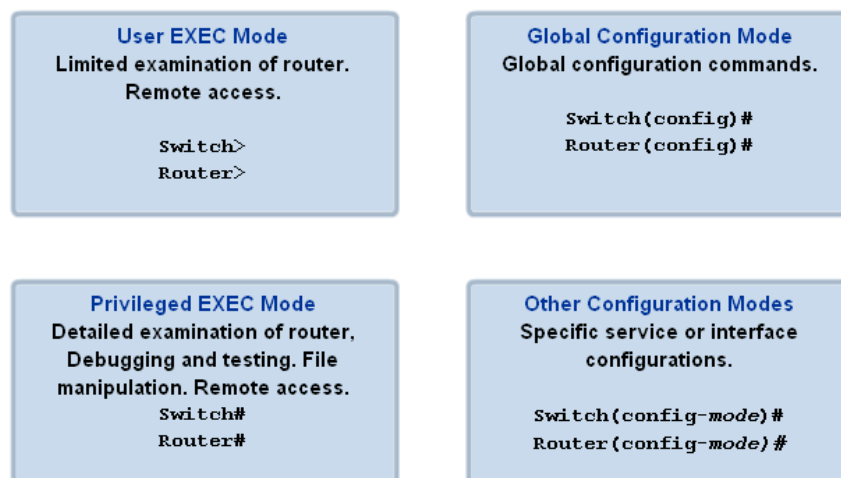 User EXEC Mode
Limited examination of router.
Remote access.
Switch>
Router>
Global Configuration Mode
Global configuration commands.
Switch(config)#
Router(config)#
Privileged EXEC Mode
Detailed examination of router,
Debugging and testing. File
manipulation. Remote access.
Switch#
Router#
Other Configuration Modes
Specific service or interface
configurations.
Switch(config-mode)#
Router(config-mode)#